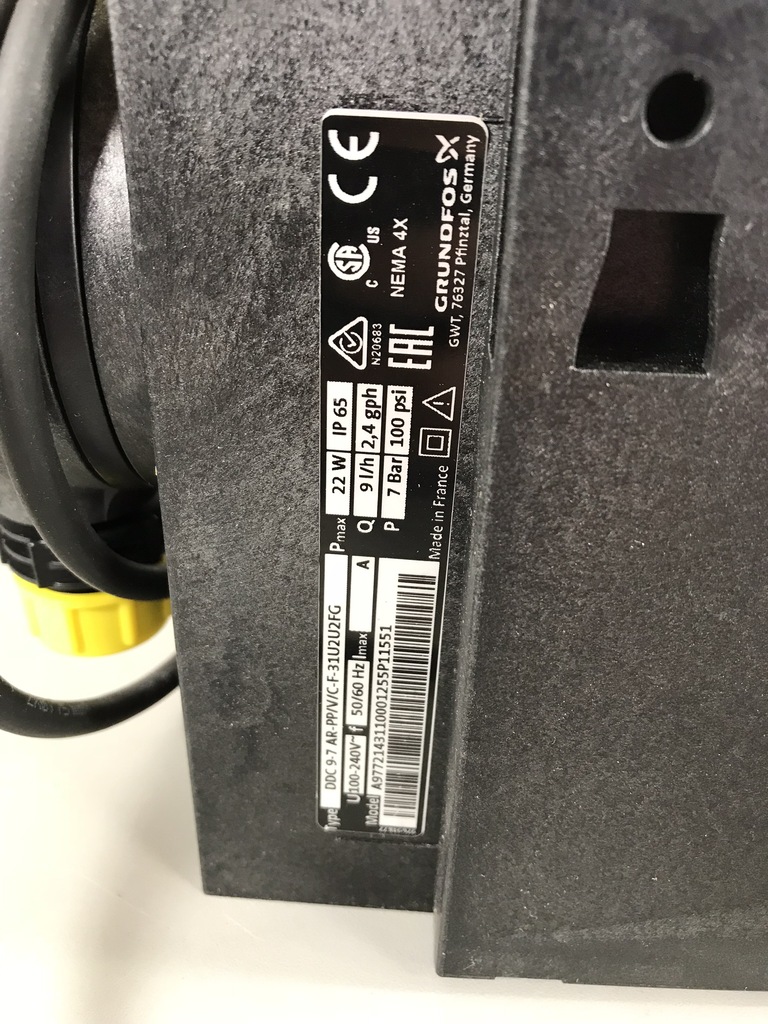 Type DDC 9-7 AR-PP/V/C-F-31U2U2FG
U 100-240V~ f 50/60 Hz Imax A
Model A9772143110001255P11551
Pmax 22 W IP 65
Q 9 l/h 2,4 gph
P 7 Bar 100 psi
Made in France
N20683
EAC
C SA US
NEMA 4X
CE
GRUNDFOS
GWT, 76327 Pfinztal, Germany